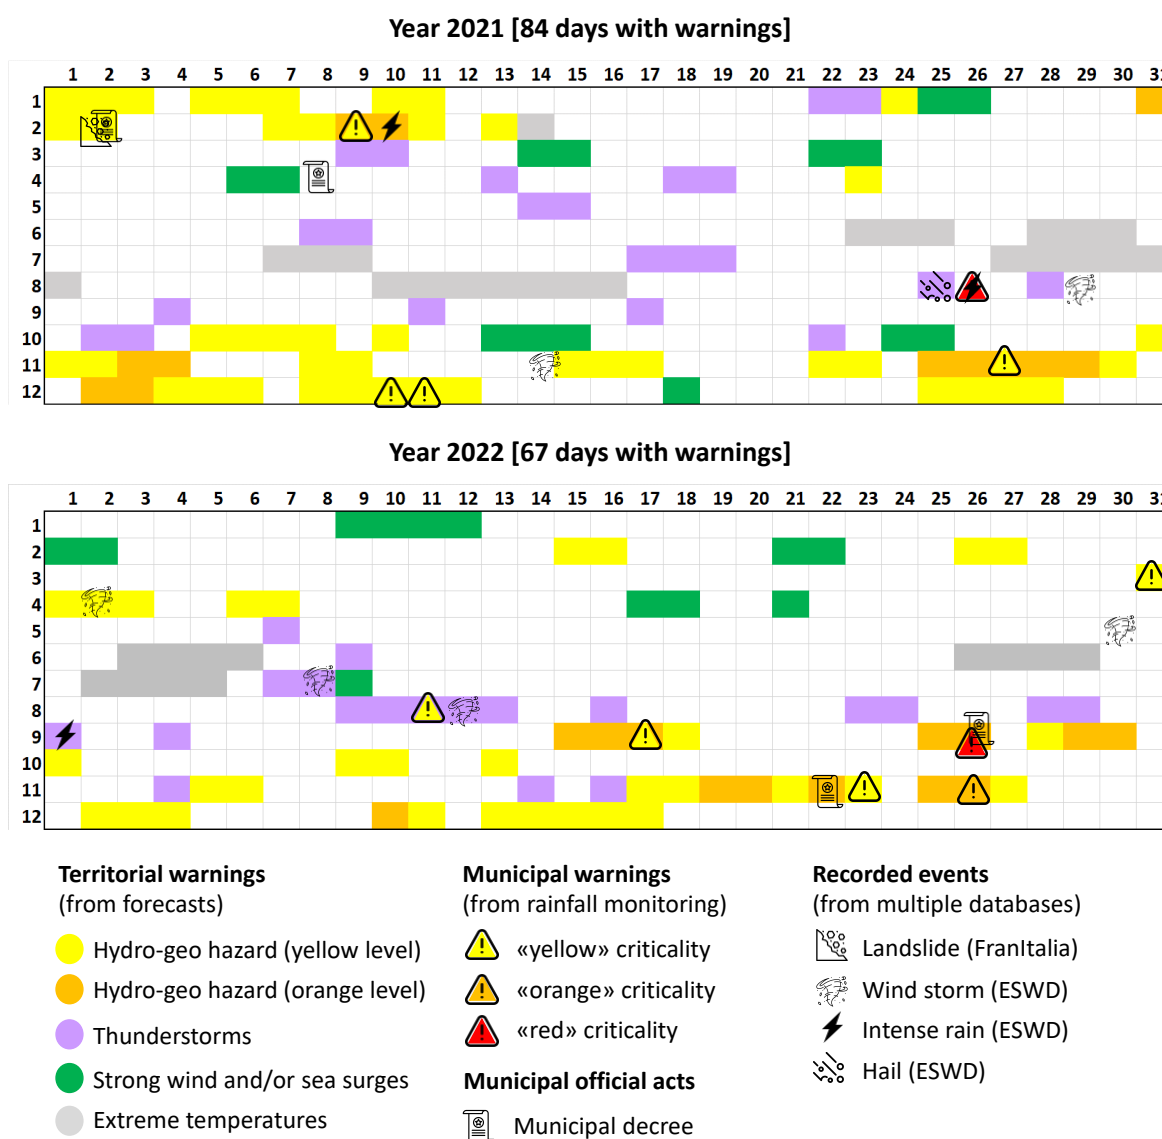 Year 2021 [84 days with warnings]
1 2 3 4 5 6 7 8 9 10 11 12 13 14 15 16 17 18 19 20 21 22 23 24 25 26 27 28 29 30 31
1
2
3
4
5
6
7
8
9
10
11
12
Year 2022 [67 days with warnings]
1 2 3 4 5 6 7 8 9 10 11 12 13 14 15 16 17 18 19 20 21 22 23 24 25 26 27 28 29 30 31
1
2
3
4
5
6
7
8
9
10
11
12
Territorial warnings
(from forecasts)
Hydro-geo hazard (yellow level)
Hydro-geo hazard (orange level)
Thunderstorms
Strong wind and/or sea surges
Extreme temperatures
Municipal warnings
(from rainfall monitoring)
«yellow» criticality
«orange» criticality
«red» criticality
Municipal official acts
Municipal decree
Recorded events
(from multiple databases)
Landslide (FranItalia)
Wind storm (ESWD)
Intense rain (ESWD)
Hail (ESWD)